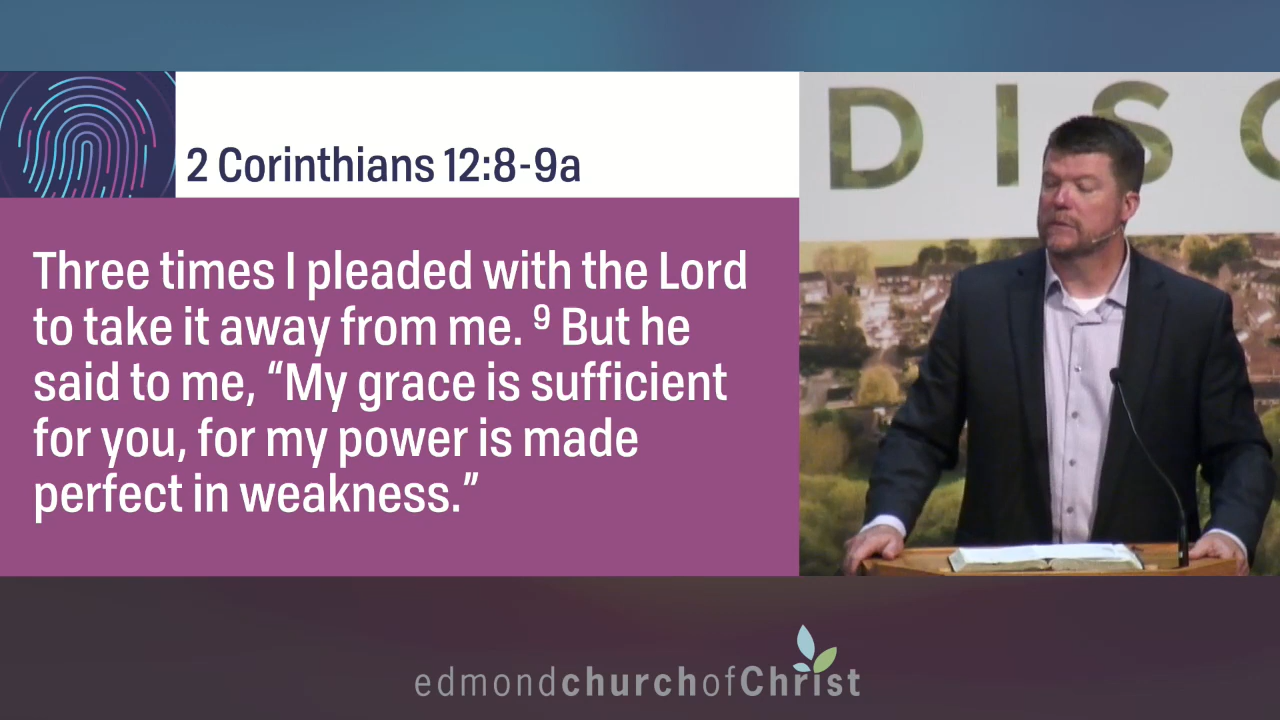 2 Corinthians 12:8-9a
Three times I pleaded with the Lord
to take it away from me. ⁹ But he
said to me, “My grace is sufficient
for you, for my power is made
perfect in weakness.”
DISC
edmondchurchofChrist